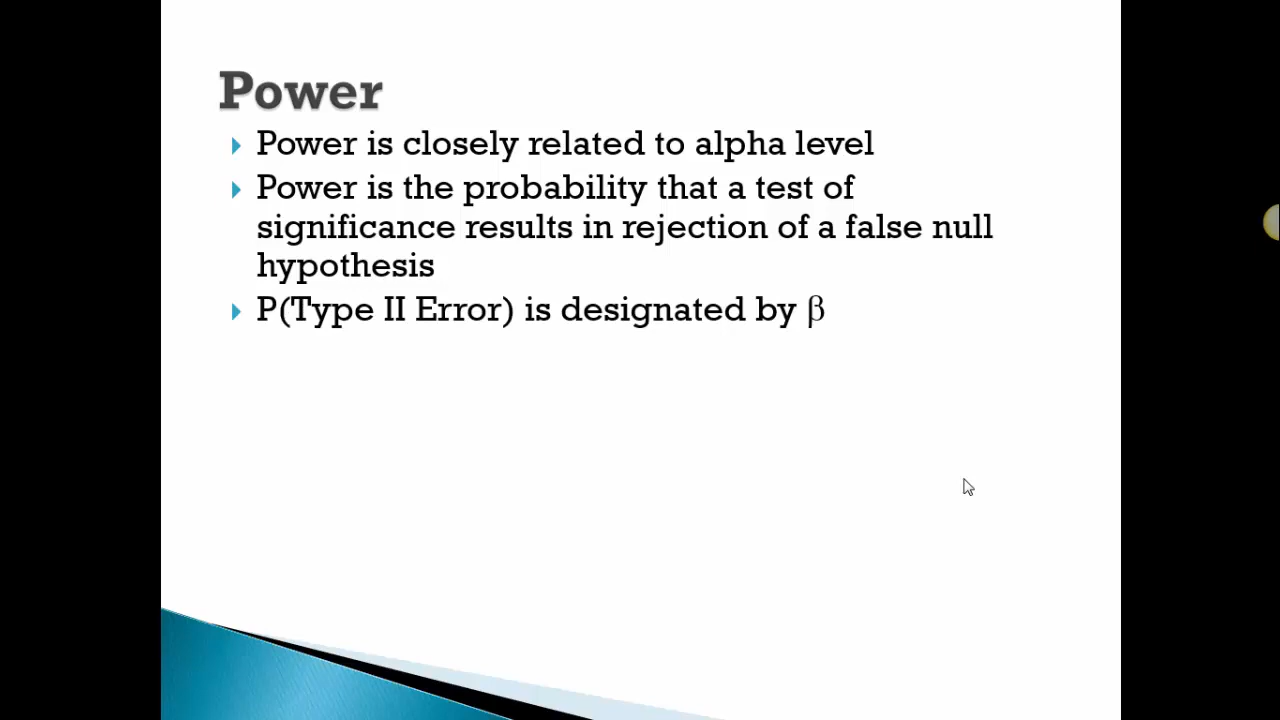 Power
Power is closely related to alpha level
Power is the probability that a test of
significance results in rejection of a false null
hypothesis
P(Type II Error) is designated by β